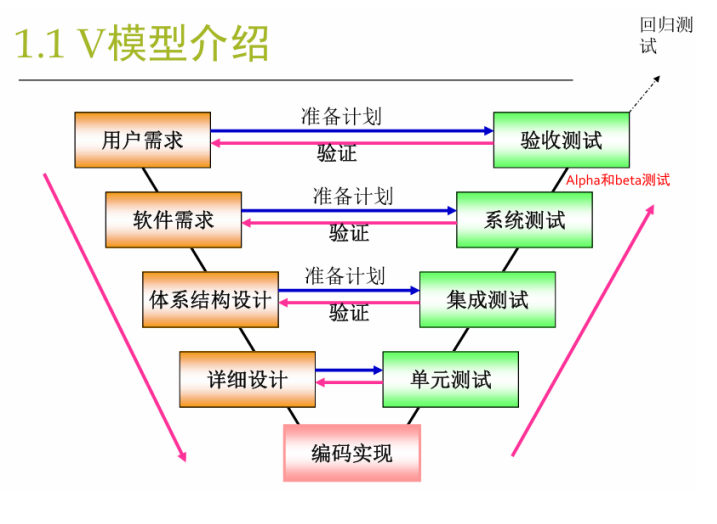 1.1 V模型介绍
回归测
试
准备计划
用户需求
验收测试
验证
Alpha和beta测试
准备计划
软件需求
系统测试
验证
准备计划
体系结构设计
集成测试
验证
详细设计
单元测试
编码实现